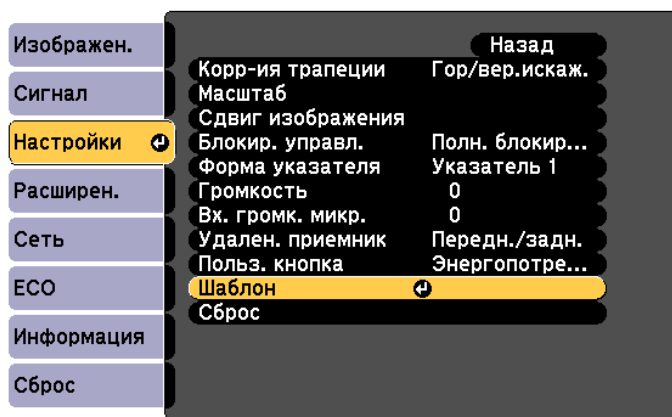 Изображен.
Сигнал
Настройки
Расширен.
Сеть
ECO
Информация
Сброс
Назад
Корр-ия трапеции Гор/вер.искаж.
Масштаб
Сдвиг изображения
Блокир. управл. Полн. блокир...
Форма указателя Указатель 1
Громкость 0
Вх. громк. микр. 0
Удален. приемник Передн./задн.
Польз. кнопка Энергопотре...
Шаблон
Сброс